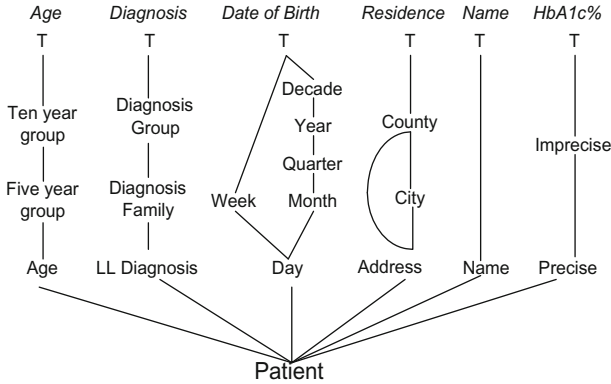 Age Diagnosis Date of Birth Residence Name HbA1c%
T T T T T T
Decade
Ten year
group
Diagnosis
Group
Year
County
Imprecise
Quarter
Five year
group
Diagnosis
Family
Week Month
City
Age LL Diagnosis Day Address Name Precise
Patient